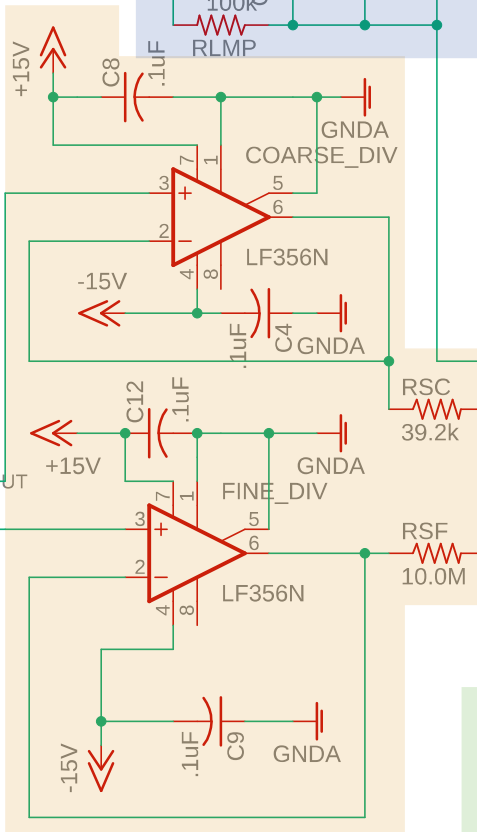 100k
RLMP
+15V
C8
.1uF
GNDA
COARSE_DIV
7
1
3
5
6
2
LF356N
4
8
-15V
.1uF
C4
GNDA
RSC
39.2k
C12
.1uF
+15V
GNDA
UT
FINE_DIV
7
1
3
5
6
2
RSF
10.0M
LF356N
4
8
-15V
.1uF
C9
GNDA